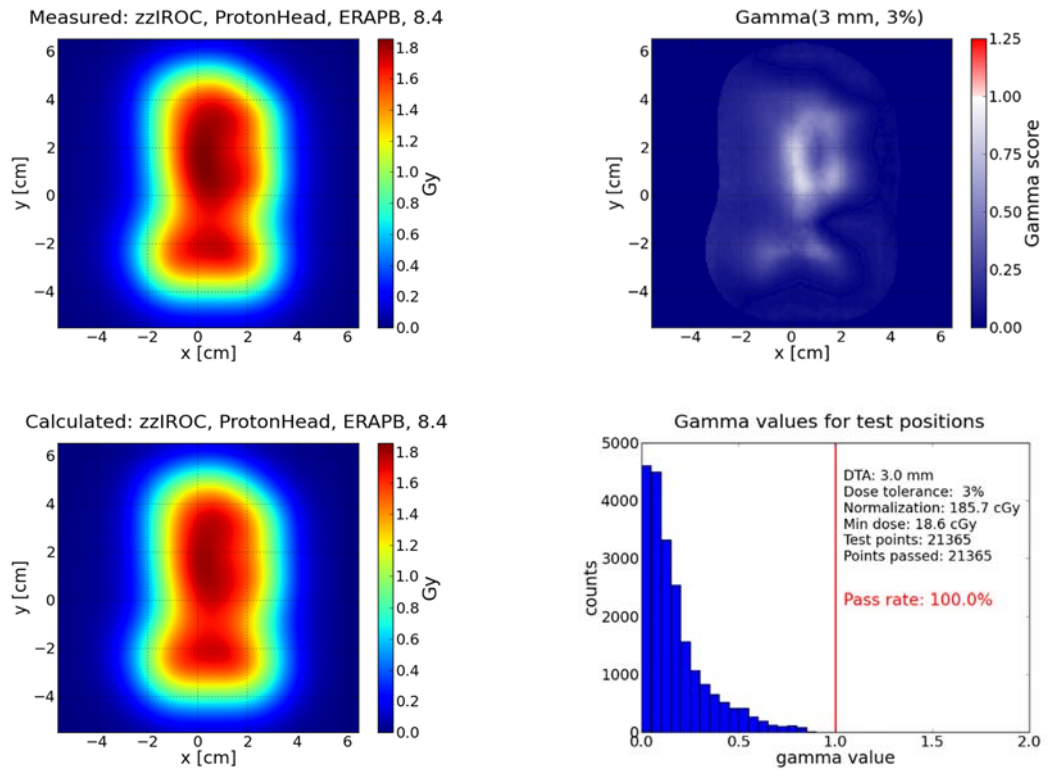 Measured: zzIROC, ProtonHead, ERAPB, 8.4
6
4
2
0
−2
−4
y [cm]
−4 −2 0 2 4 6
x [cm]
1.8
1.6
1.4
1.2
1.0
0.8
0.6
0.4
0.2
0.0
Gy
Gamma(3 mm, 3%)
6
4
2
0
−2
−4
y [cm]
−4 −2 0 2 4 6
x [cm]
1.25
1.00
0.75
0.50
0.25
0.00
Gamma score
Calculated: zzIROC, ProtonHead, ERAPB, 8.4
6
4
2
0
−2
−4
y [cm]
−4 −2 0 2 4 6
x [cm]
1.8
1.6
1.4
1.2
1.0
0.8
0.6
0.4
0.2
0.0
Gy
Gamma values for test positions
5000
4000
3000
2000
1000
0
counts
DTA: 3.0 mm
Dose tolerance:  3%
Normalization: 185.7 cGy
Min dose: 18.6 cGy
Test points: 21365
Points passed: 21365
Pass rate: 100.0%
0.0 0.5 1.0 1.5 2.0
gamma value